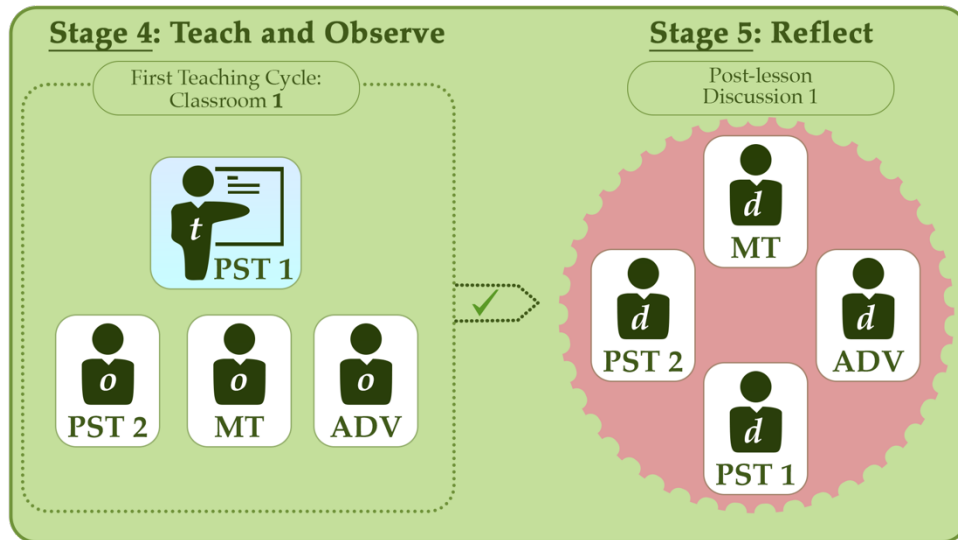 Stage 4: Teach and Observe
First Teaching Cycle:
Classroom 1
t
PST 1
o
PST 2
o
MT
o
ADV
Stage 5: Reflect
Post-lesson
Discussion 1
d
MT
d
PST 2
d
ADV
d
PST 1